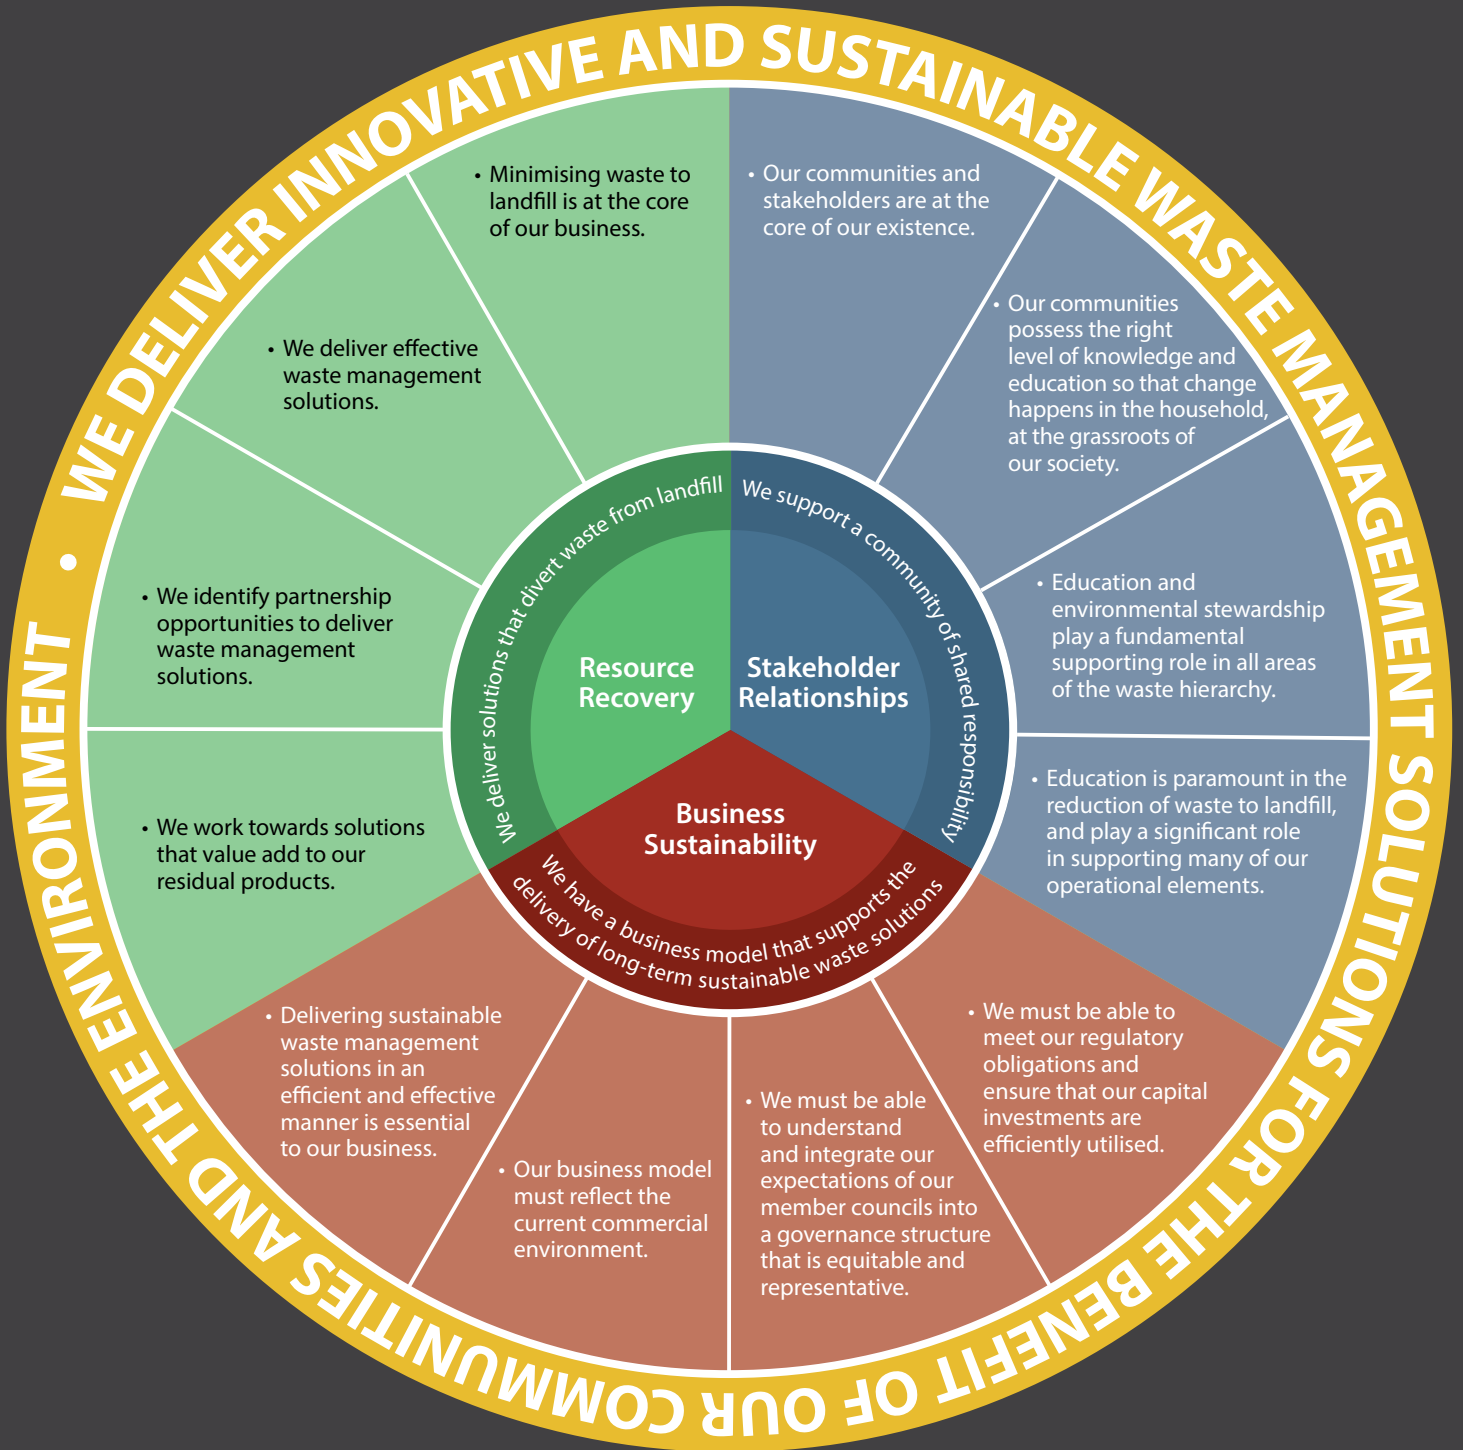 WE DELIVER INNOVATIVE AND SUSTAINABLE WASTE MANAGEMENT SOLUTIONS FOR THE BENEFIT OF OUR COMMUNITIES AND THE ENVIRONMENT •
• Minimising waste to
landfill is at the core
of our business.
• We deliver effective
waste management
solutions.
• We identify partnership
opportunities to deliver
waste management
solutions.
• We work towards solutions
that value add to our
residual products.
• Our communities and
stakeholders are at the
core of our existence.
• Our communities
possess the right
level of knowledge and
education so that change
happens in the household,
at the grassroots of
our society.
• Education and
environmental stewardship
play a fundamental
supporting role in all areas
of the waste hierarchy.
• Education is paramount in the
reduction of waste to landfill,
and play a significant role
in supporting many of our
operational elements.
We deliver solutions that divert waste from landfill
Resource
Recovery
We support a community of shared responsibility
Stakeholder
Relationships
Business
Sustainability
We have a business model that supports the
delivery of long-term sustainable waste solutions
• Delivering sustainable
waste management
solutions in an
efficient and effective
manner is essential
to our business.
• Our business model
must reflect the
current commercial
environment.
• We must be able
to understand
and integrate our
expectations of our
member councils into
a governance structure
that is equitable and
representative.
• We must be able to
meet our regulatory
obligations and
ensure that our capital
investments are
efficiently utilised.